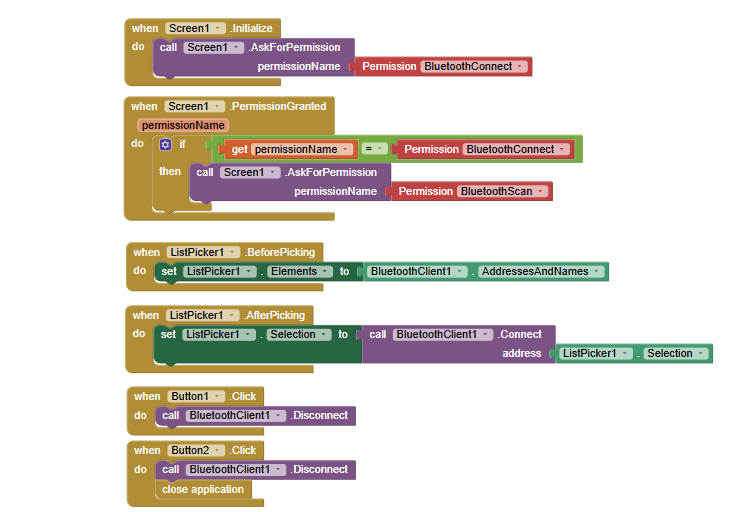 when Screen1 .Initialize
do call Screen1 .AskForPermission
permissionName Permission BluetoothConnect
when Screen1 .PermissionGranted
permissionName
do if get permissionName = Permission BluetoothConnect
then call Screen1 .AskForPermission
permissionName Permission BluetoothScan
when ListPicker1 .BeforePicking
do set ListPicker1 . Elements to BluetoothClient1 . AddressesAndNames
when ListPicker1 .AfterPicking
do set ListPicker1 . Selection to call BluetoothClient1 .Connect
address ListPicker1 . Selection
when Button1 .Click
do call BluetoothClient1 .Disconnect
when Button2 .Click
do call BluetoothClient1 .Disconnect
close application